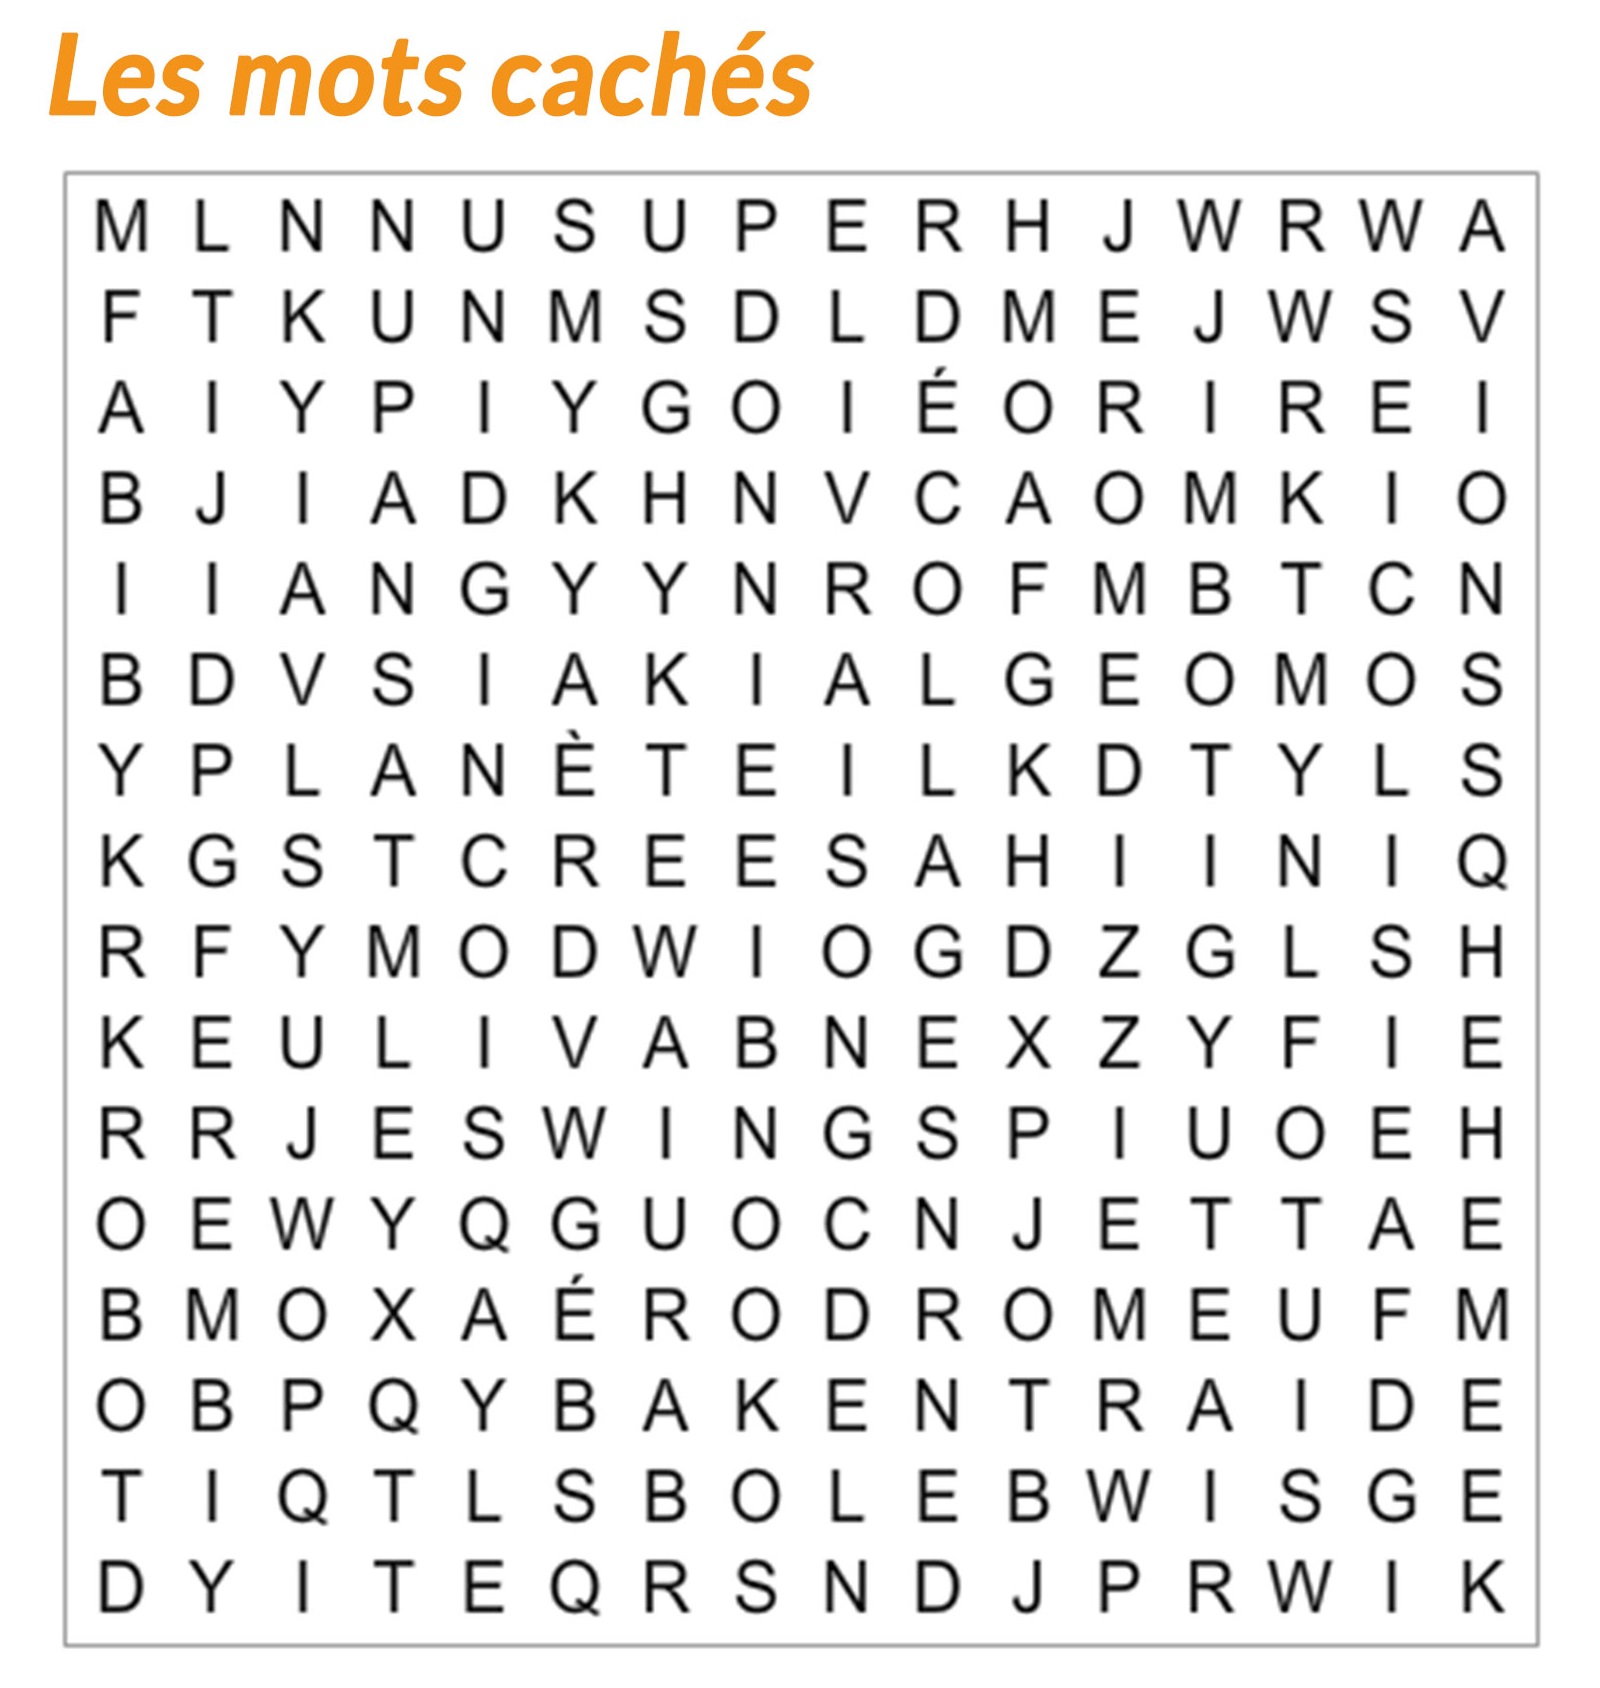 Les mots cachés
M L N N U S U P E R H J W R W A
F T K U N M S D L D M E J W S V
A I Y P I Y G O I É O R I R E I
B J I A D K H N V C A O M K I O
I I A N G Y Y N R O F M B T C N
B D V S I A K I A L G E O M O S
Y P L A N È T E I L K D T Y L S
K G S T C R E E S A H I I N I Q
R F Y M O D W I O G D Z G L S H
K E U L I V A B N E X Z Y F I E
R R J E S W I N G S P I U O E H
O E W Y Q G U O C N J E T T A E
B M O X A É R O D R O M E U F M
O B P Q Y B A K E N T R A I D E
T I Q T L S B O L E B W I S G E
D Y I T E Q R S N D J P R W I K